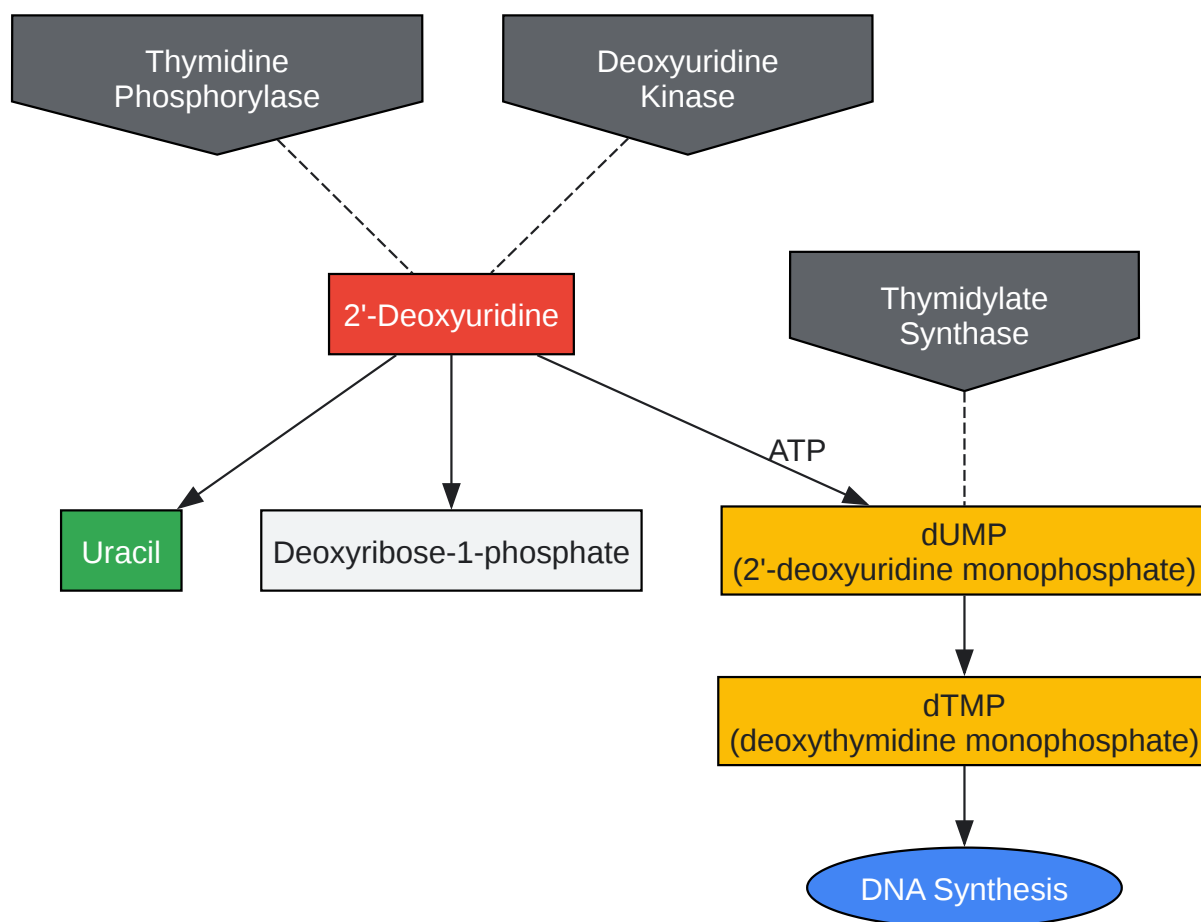 Thymidine
Phosphorylase
Deoxyuridine
Kinase
2'-Deoxyuridine
Thymidylate
Synthase
ATP
Uracil
Deoxyribose-1-phosphate
dUMP
(2'-deoxyuridine monophosphate)
dTMP
(deoxythymidine monophosphate)
DNA Synthesis